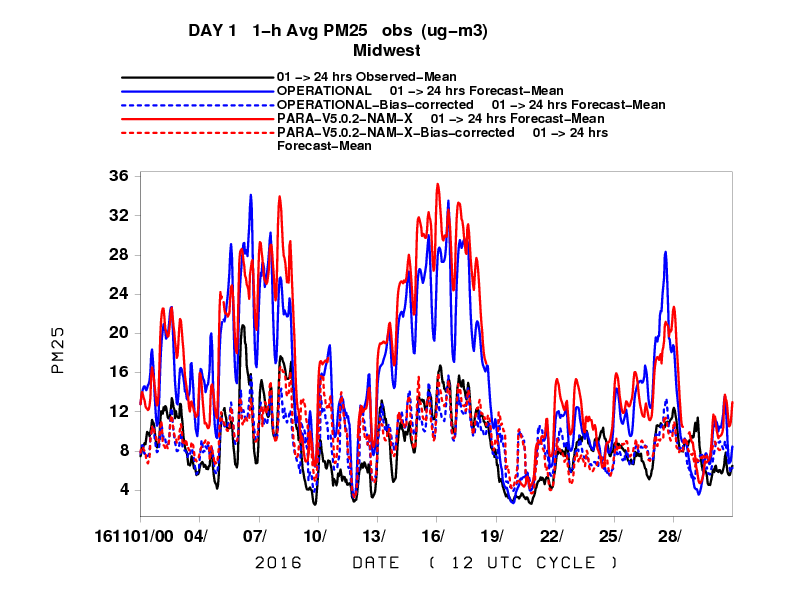 DAY 1 1-h Avg PM25 obs (ug-m3)
Midwest
01 -> 24 hrs Observed-Mean
OPERATIONAL 01 -> 24 hrs Forecast-Mean
OPERATIONAL-Bias-corrected 01 -> 24 hrs Forecast-Mean
PARA-V5.0.2-NAM-X 01 -> 24 hrs Forecast-Mean
PARA-V5.0.2-NAM-X-Bias-corrected 01 -> 24 hrs
Forecast-Mean
36
32
28
24
20
16
12
8
4
PM25
161101/00 04/ 07/ 10/ 13/ 16/ 19/ 22/ 25/ 28/
2016 DATE ( 12 UTC CYCLE )